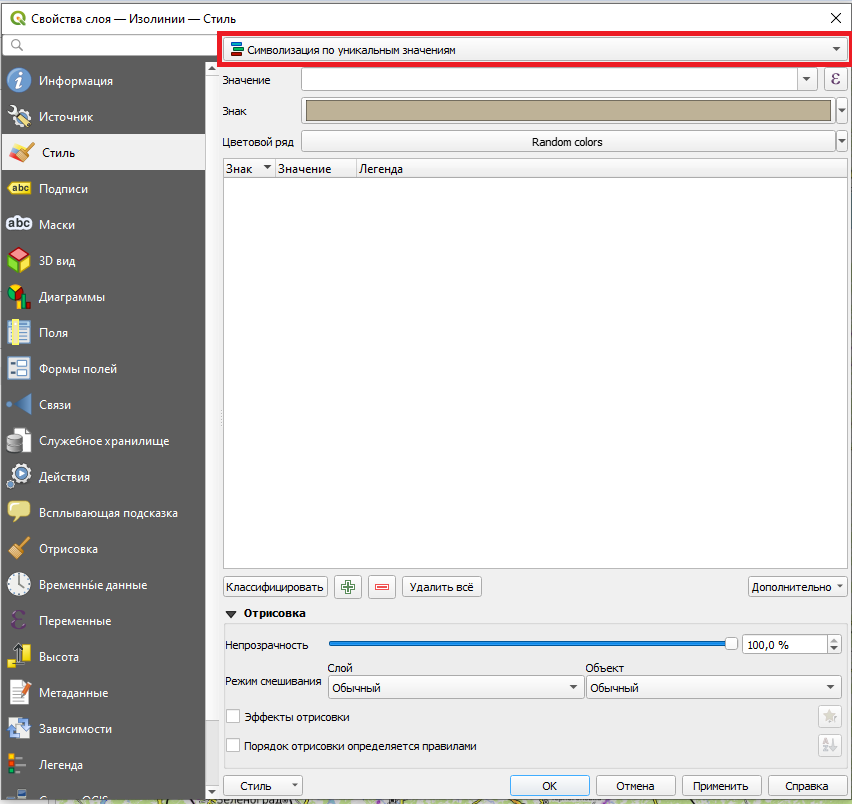 Свойства слоя — Изолинии — Стиль
Символизация по уникальным значениям
Информация
Источник
Стиль
Подписи
Маски
3D вид
Диаграммы
Поля
Формы полей
Связи
Служебное хранилище
Действия
Всплывающая подсказка
Отрисовка
Временны́е данные
Переменные
Высота
Метаданные
Зависимости
Легенда
Значение
ε
Знак
Цветовой ряд
Random colors
Знак Значение Легенда
Классифицировать
Удалить всё
Дополнительно
Отрисовка
Непрозрачность
100,0 %
Режим смешивания
Слой
Объект
Обычный
Обычный
Эффекты отрисовки
Порядок отрисовки определяется правилами
Стиль
OK
Отмена
Применить
Справка